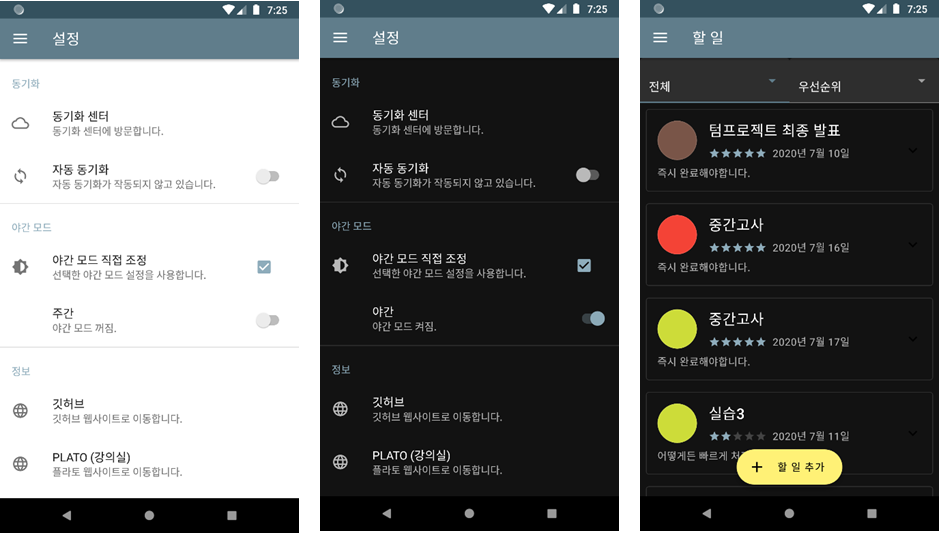 7:25
설정
동기화
동기화 센터
동기화 센터에 방문합니다.
자동 동기화
자동 동기화가 작동되지 않고 있습니다.
야간 모드
야간 모드 직접 조정
선택한 야간 모드 설정을 사용합니다.
주간
야간 모드 꺼짐.
정보
깃허브
깃허브 웹사이트로 이동합니다.
PLATO (강의실)
플라토 웹사이트로 이동합니다.
7:25
설정
동기화
동기화 센터
동기화 센터에 방문합니다.
자동 동기화
자동 동기화가 작동되지 않고 있습니다.
야간 모드
야간 모드 직접 조정
선택한 야간 모드 설정을 사용합니다.
야간
야간 모드 켜짐.
정보
깃허브
깃허브 웹사이트로 이동합니다.
PLATO (강의실)
플라토 웹사이트로 이동합니다.
7:25
할 일
전체 우선순위
텀프로젝트 최종 발표
2020년 7월 10일
즉시 완료해야합니다.
중간고사
2020년 7월 16일
즉시 완료해야합니다.
중간고사
2020년 7월 17일
즉시 완료해야합니다.
실습3
2020년 7월 11일
어떻게든 빠르게
할 일 추가